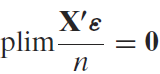 plim X'ε/n = 0